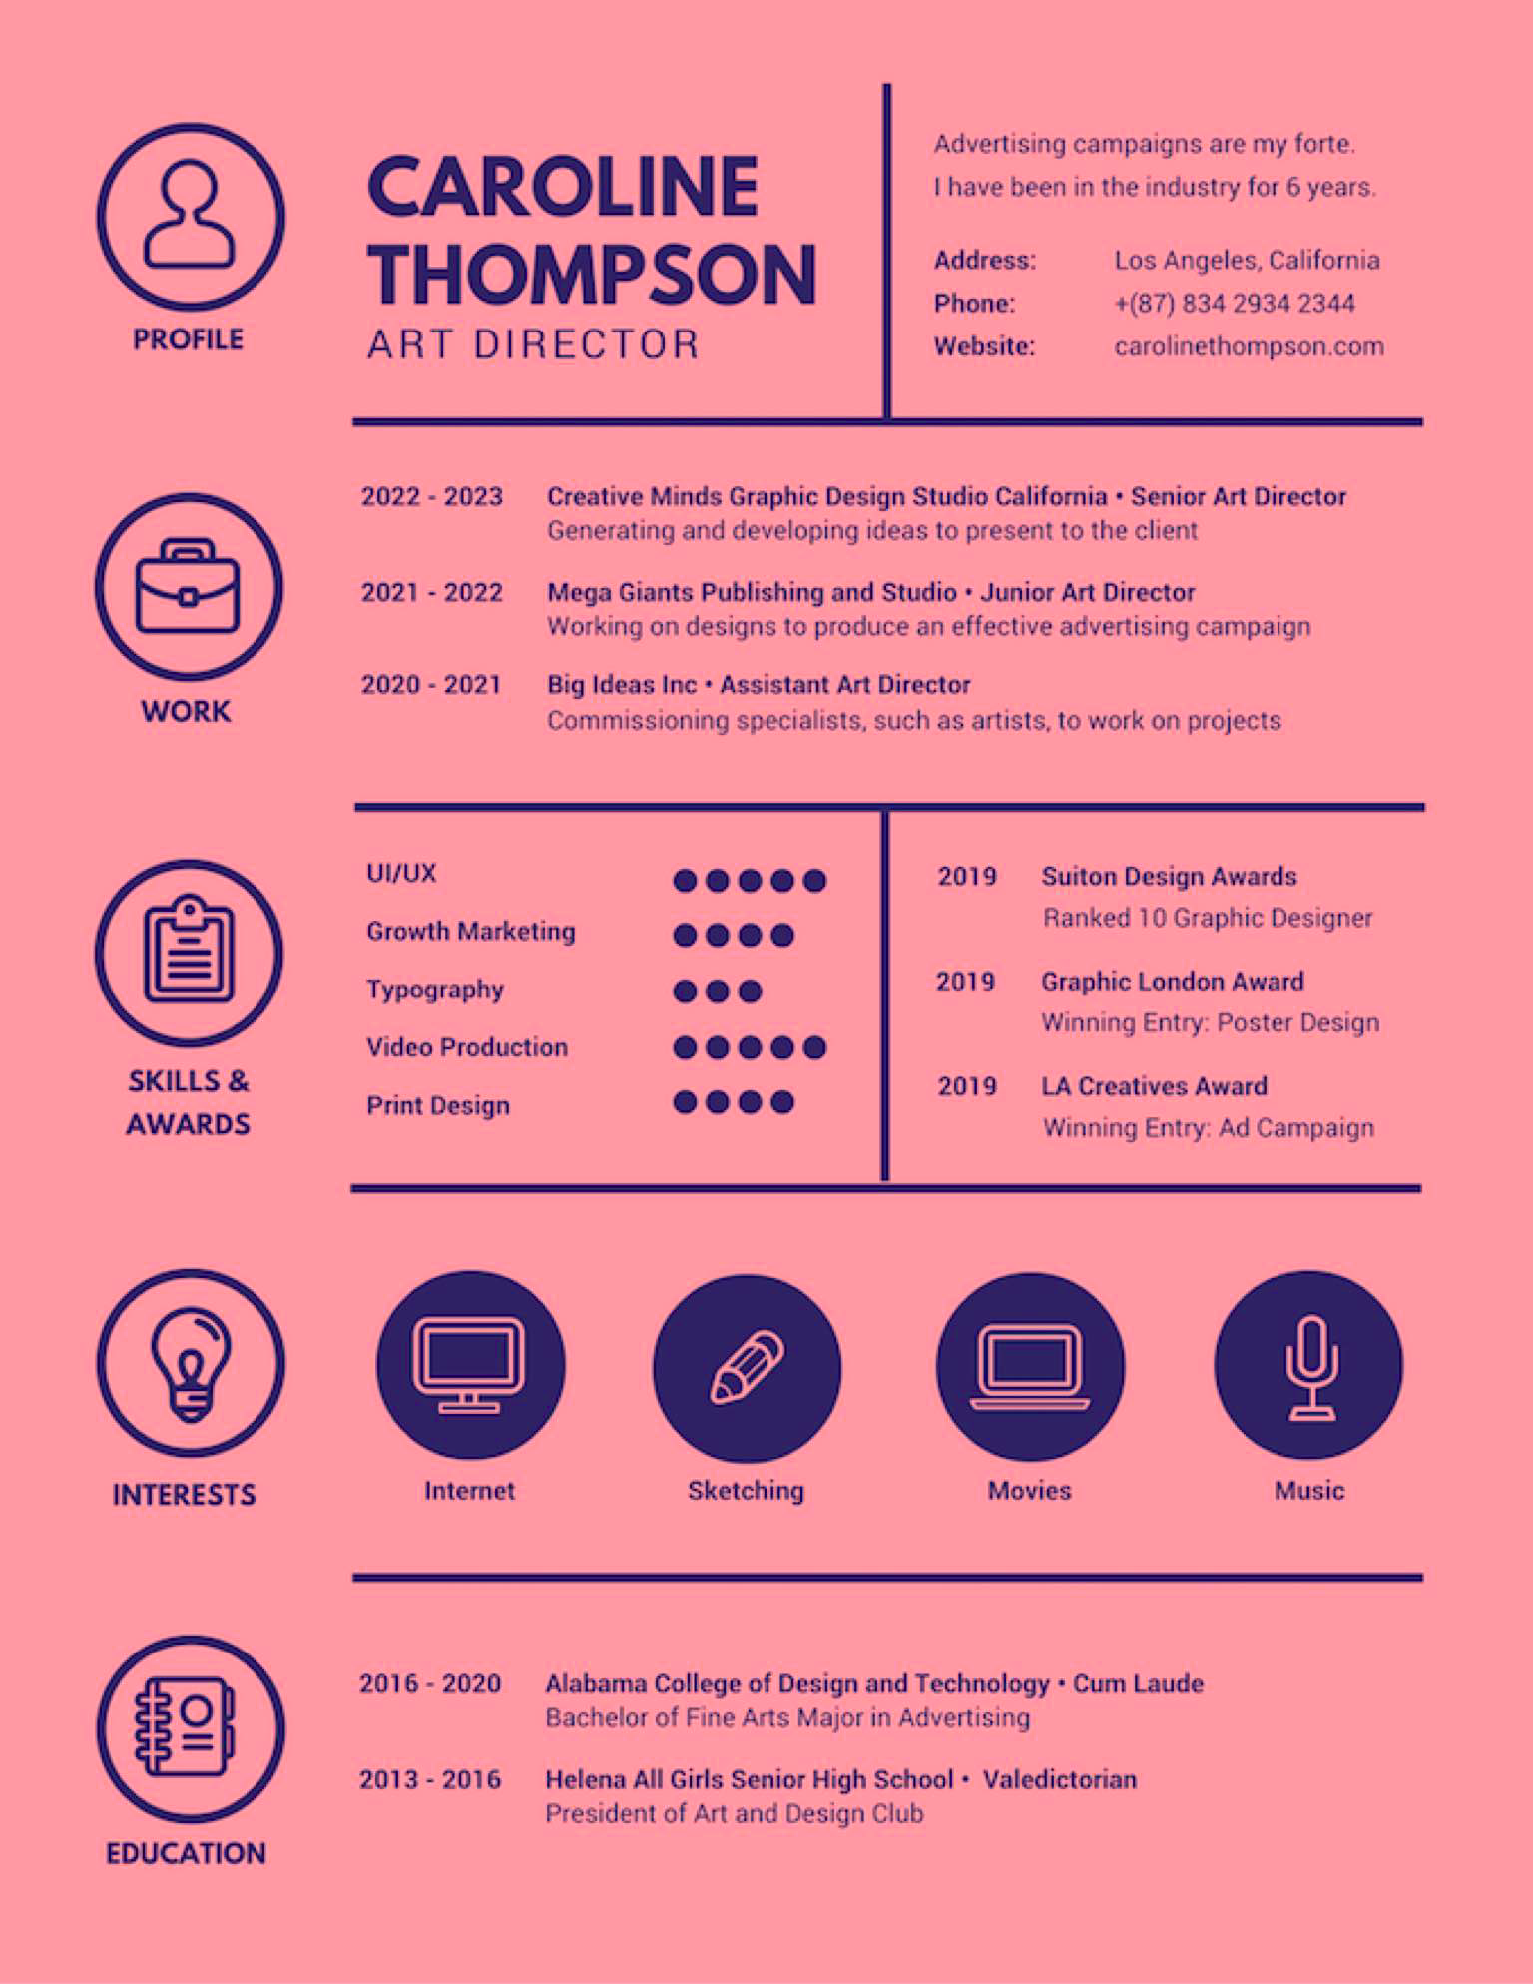 CAROLINE
THOMPSON
ART DIRECTOR
PROFILE
Advertising campaigns are my forte.
I have been in the industry for 6 years.
Address: Los Angeles, California
Phone: +(87) 834 2934 2344
Website: carolinethompson.com
WORK
2022 - 2023 Creative Minds Graphic Design Studio California • Senior Art Director
Generating and developing ideas to present to the client
2021 - 2022 Mega Giants Publishing and Studio • Junior Art Director
Working on designs to produce an effective advertising campaign
2020 - 2021 Big Ideas Inc • Assistant Art Director
Commissioning specialists, such as artists, to work on projects
SKILLS &
AWARDS
UI/UX
Growth Marketing
Typography
Video Production
Print Design
2019 Suiton Design Awards
Ranked 10 Graphic Designer
2019 Graphic London Award
Winning Entry: Poster Design
2019 LA Creatives Award
Winning Entry: Ad Campaign
INTERESTS
Internet
Sketching
Movies
Music
EDUCATION
2016 - 2020 Alabama College of Design and Technology • Cum Laude
Bachelor of Fine Arts Major in Advertising
2013 - 2016 Helena All Girls Senior High School • Valedictorian
President of Art and Design Club